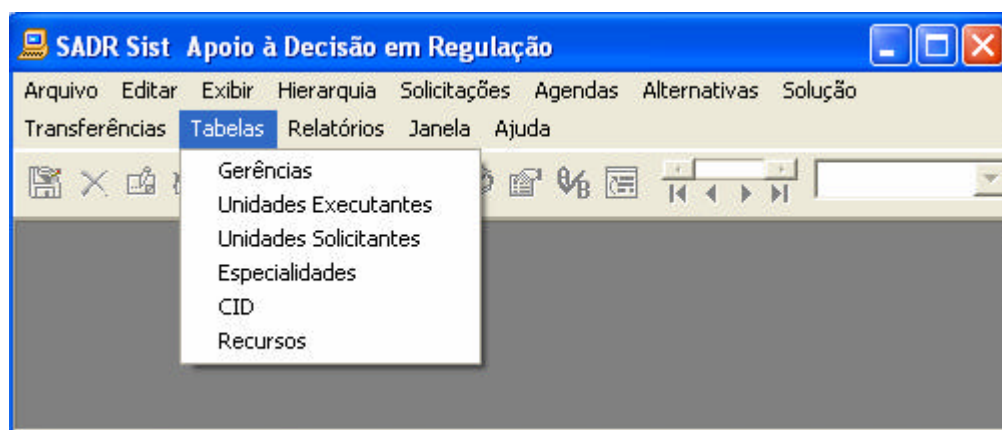 SADR Sist Apoio à Decisão em Regulação
Arquivo Editar Exibir Hierarquia Solicitações Agendas Alternativas Solução
Transferências Tabelas Relatórios Janela Ajuda
Gerências
Unidades Executantes
Unidades Solicitantes
Especialidades
CID
Recursos